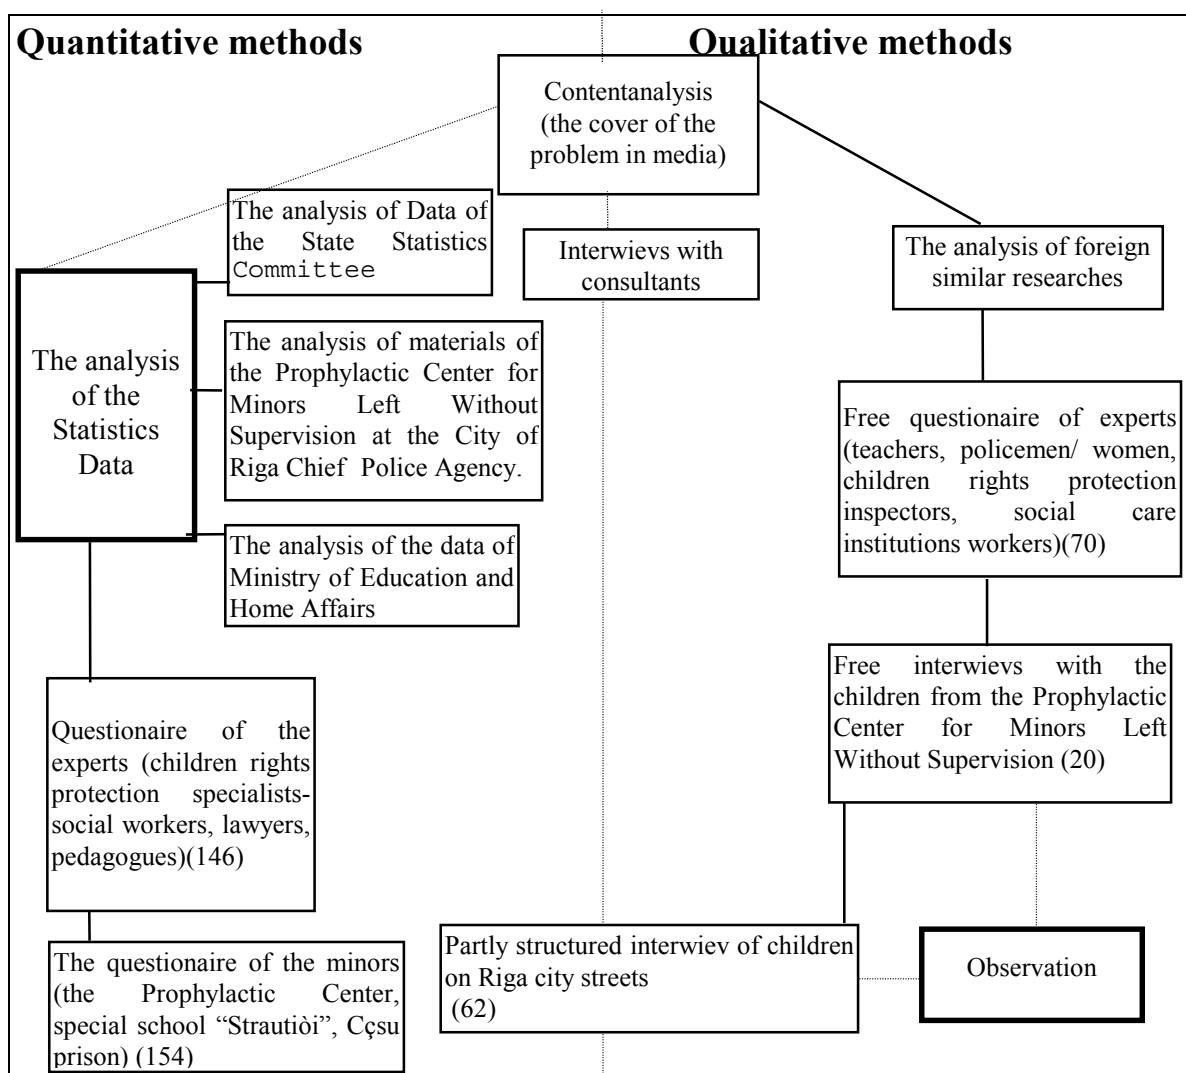 Quantitative methods
Qualitative methods
Contentanalysis
(the cover of the
problem in media)
The analysis of Data of
the State Statistics
Committee
Interwievs with
consultants
The analysis of foreign
similar researches
The analysis
of the
Statistics
Data
The analysis of materials of
the Prophylactic Center for
Minors Left Without
Supervision at the City of
Riga Chief Police Agency.
The analysis of the data of
Ministry of Education and
Home Affairs
Free questionaire of experts
(teachers, policemen/ women,
children rights protection
inspectors, social care
institutions workers)(70)
Free interwievs with the
children from the Prophylactic
Center for Minors Left
Without Supervision (20)
Questionaire of the
experts (children rights
protection specialists-
social workers, lawyers,
pedagogues)(146)
The questionaire of the minors
(the Prophylactic Center,
special school “Strautiòi”, Cçsu
prison) (154)
Partly structured interwiev of children
on Riga city streets
(62)
Observation